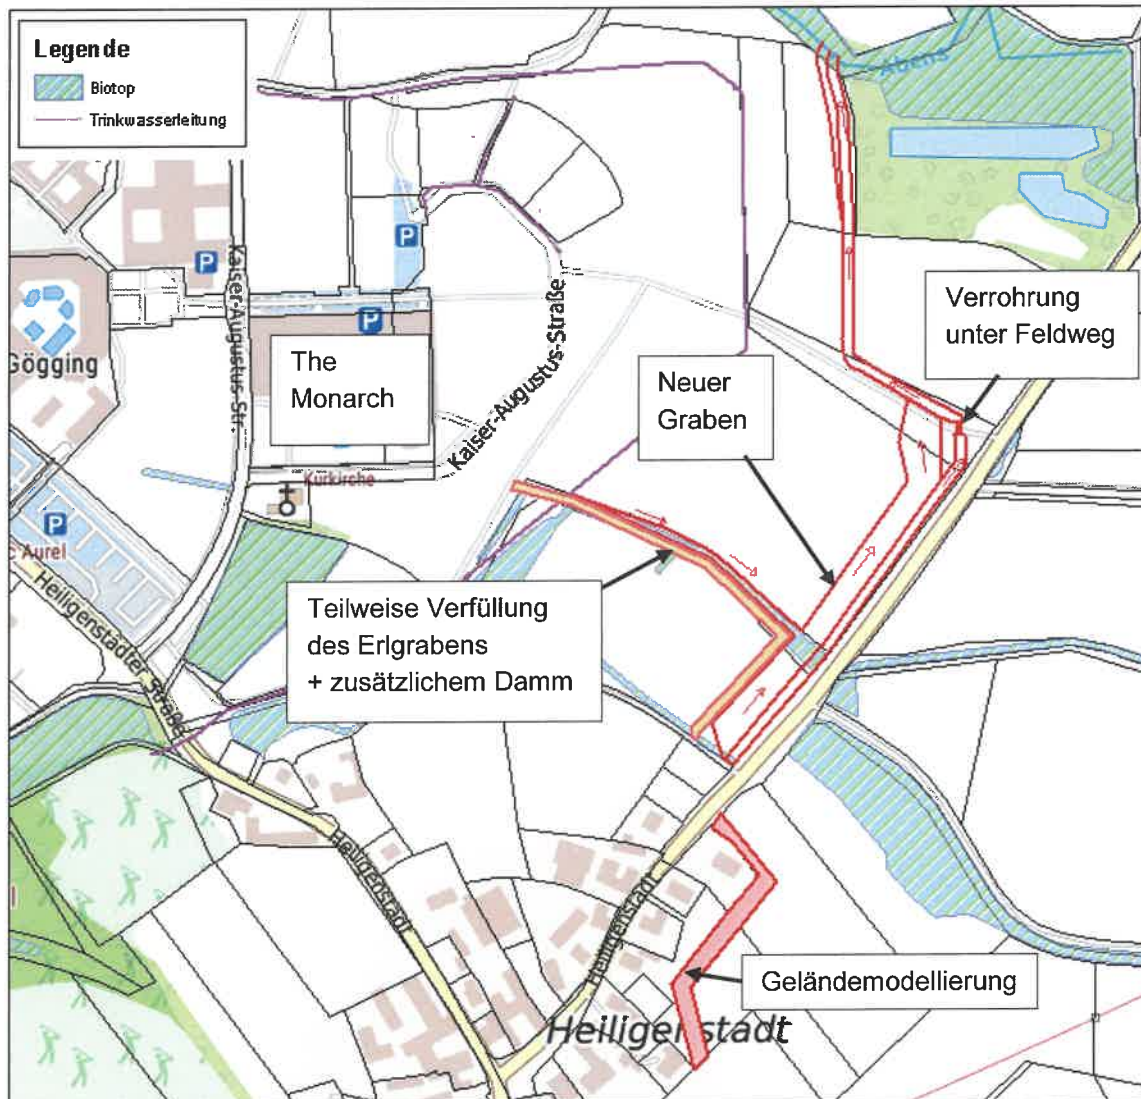 Legende
Biotop
Trinkwasserleitung
Abens
P
P
P
Kaiser-Augustus-Str.
Kaiser-Augustus-Straße
Verrohrung
unter Feldweg
The
Monarch
Gögging
Neuer
Graben
Kurkirche
P
Aurel
Heiligenstädter Straße
Teilweise Verfüllung
des Erlgrabens
+ zusätzlichem Damm
Heiligenstadt
Heiligenstadt
Geländemodellierung
Heiligenstadt